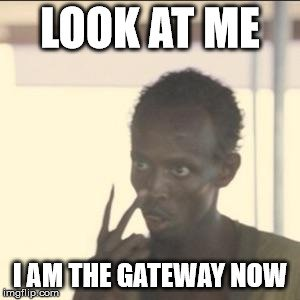 LOOK AT ME
I AM THE GATEWAY NOW
imgflip.com